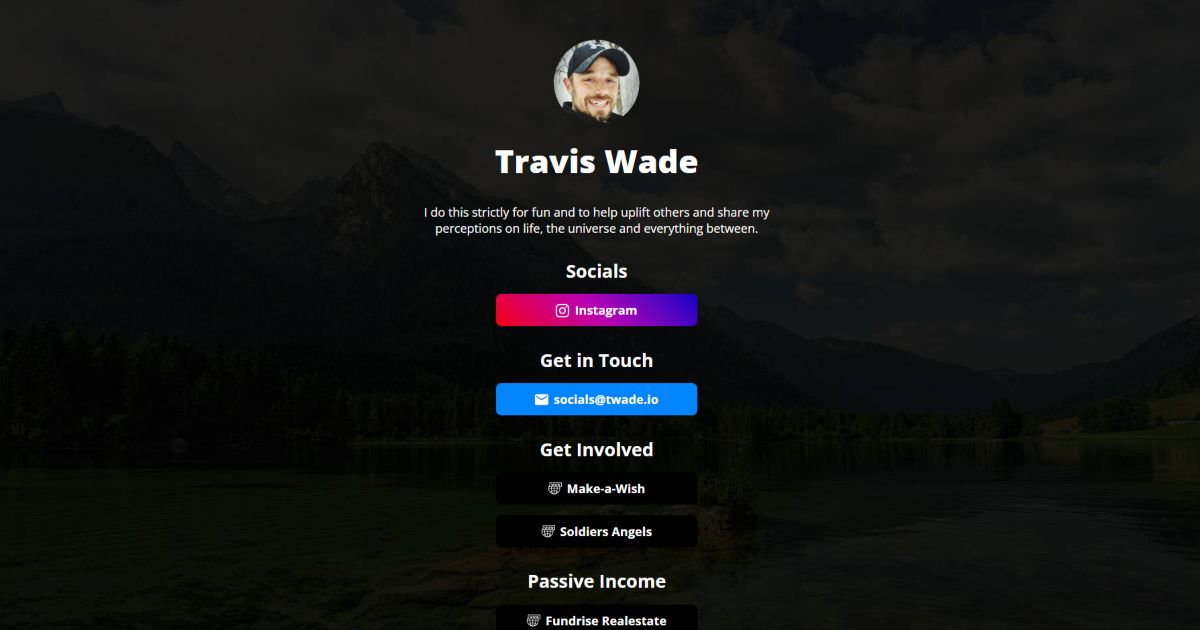 Travis Wade
I do this strictly for fun and to help uplift others and share my
perceptions on life, the universe and everything between.
Socials
Instagram
Get in Touch
socials@twade.io
Get Involved
Make-a-Wish
Soldiers Angels
Passive Income
Fundrise Realestate